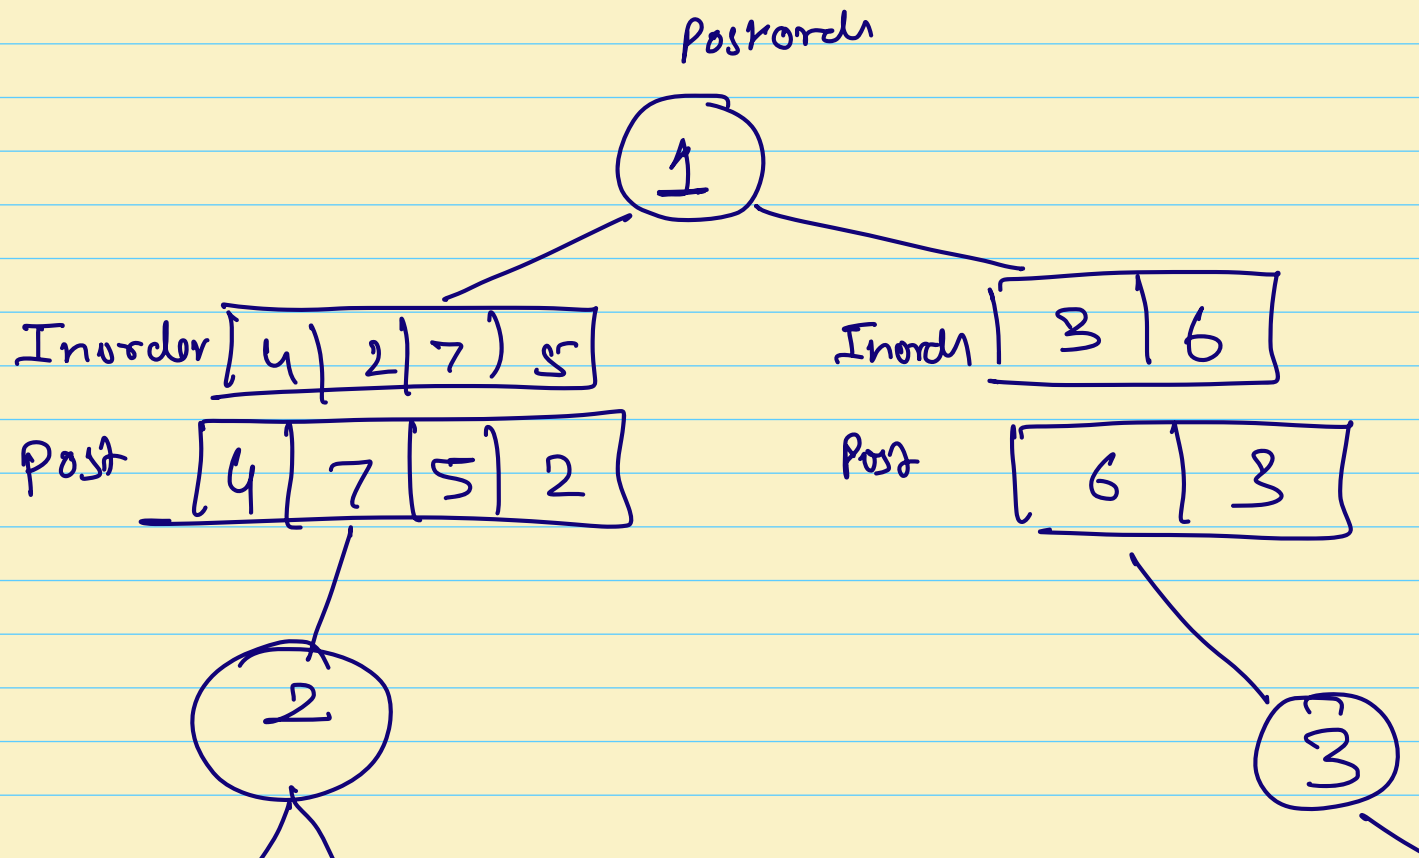 Postorder
1
Inorder 4 2 7 5
Inord 3 6
Post 4 7 5 2
Post 6 3
2
3